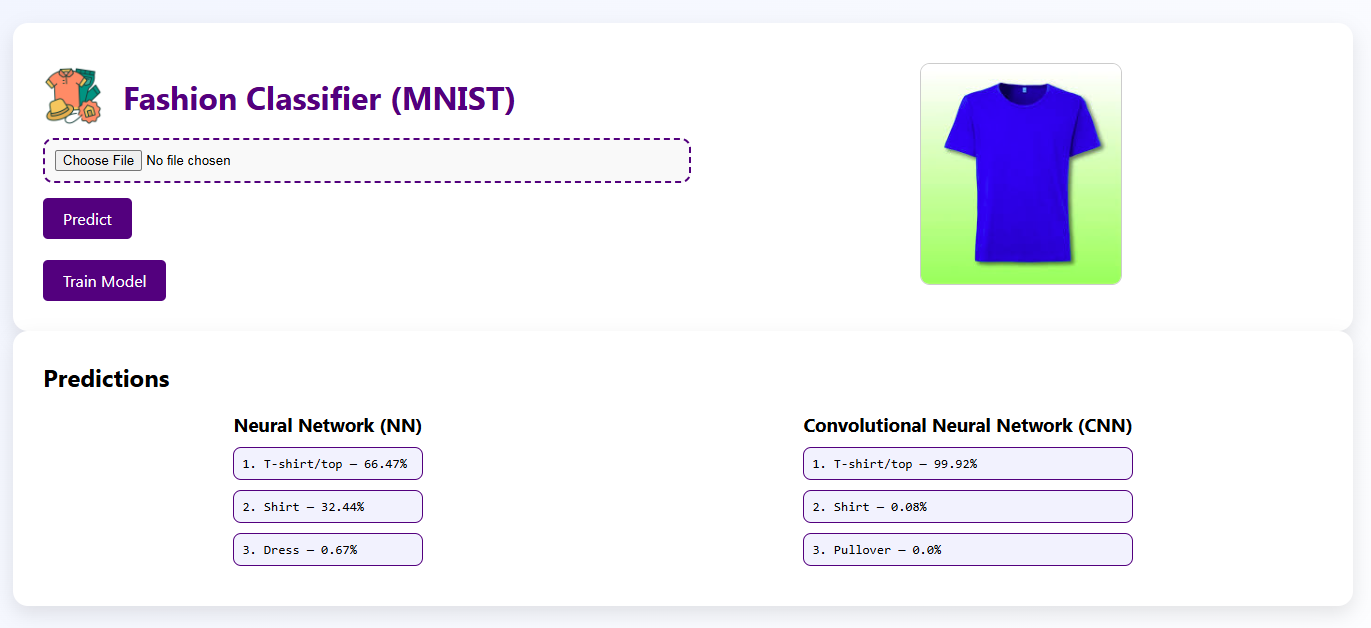 Fashion Classifier (MNIST)
Choose File No file chosen
Predict
Train Model
Predictions
Neural Network (NN)
1. T-shirt/top — 66.47%
2. Shirt — 32.44%
3. Dress — 0.67%
Convolutional Neural Network (CNN)
1. T-shirt/top — 99.92%
2. Shirt — 0.08%
3. Pullover — 0.0%